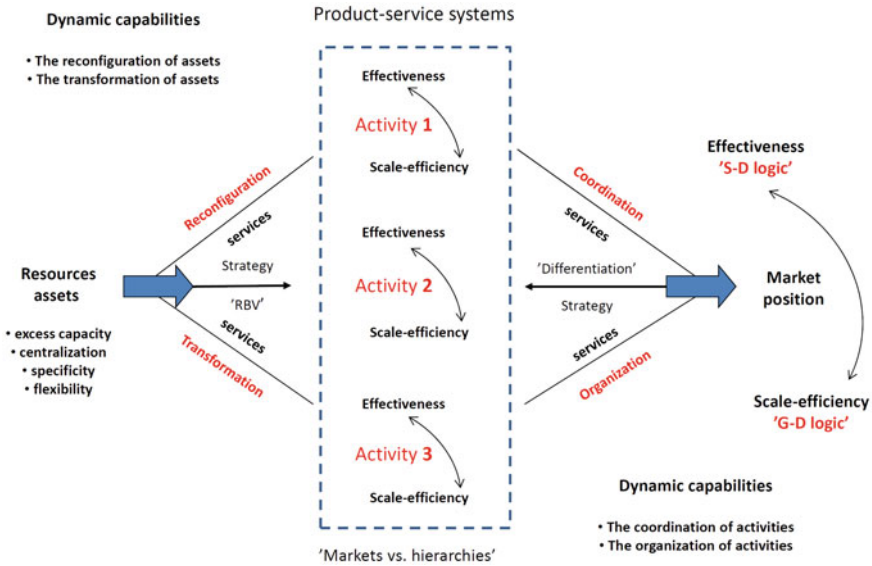 Dynamic capabilities
• The reconfiguration of assets
• The transformation of assets
Product-service systems
Effectiveness
Activity 1
Scale-efficiency
Effectiveness
Activity 2
Scale-efficiency
Effectiveness
Activity 3
Scale-efficiency
'Markets vs. hierarchies'
Reconfiguration
services
Strategy
'RBV'
services
Transformation
Resources
assets
• excess capacity
• centralization
• specificity
• flexibility
Coordination
services
'Differentiation'
Strategy
services
Organization
Effectiveness
'S-D logic'
Market
position
Scale-efficiency
'G-D logic'
Dynamic capabilities
• The coordination of activities
• The organization of activities